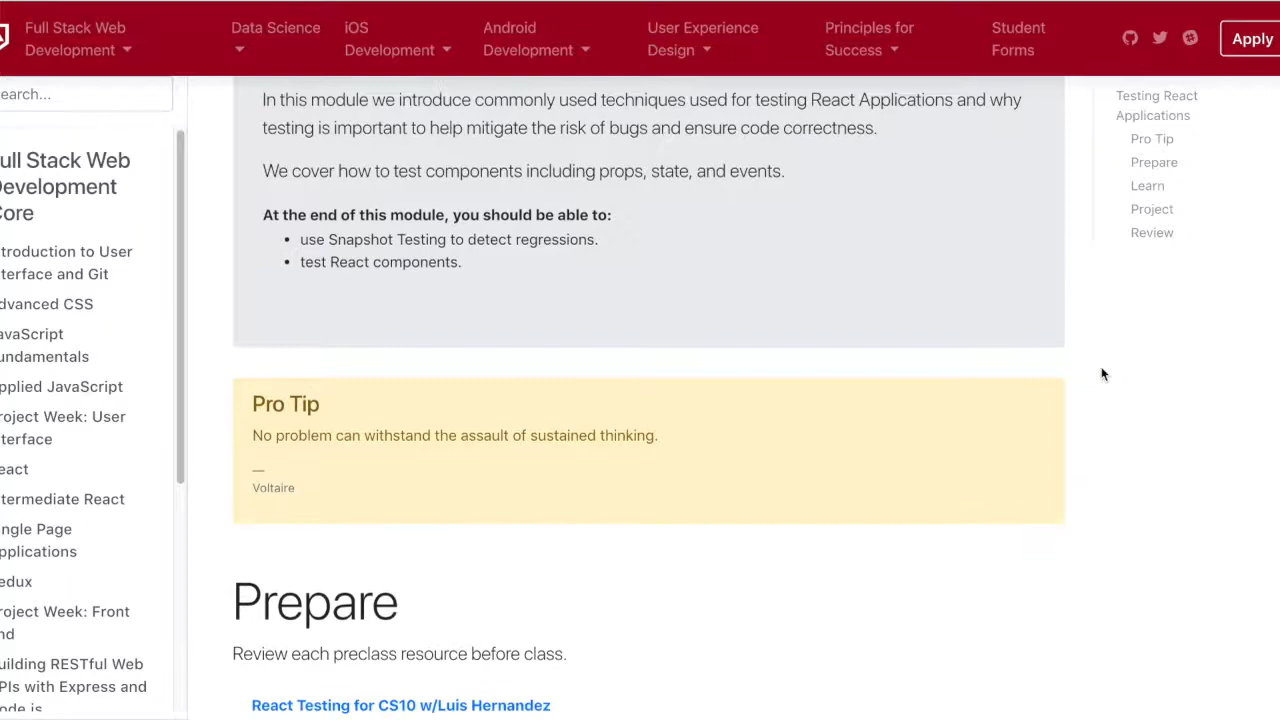 Full Stack Web
Development
Data Science
iOS
Development
Android
Development
User Experience
Design
Principles for
Success
Student
Forms
Apply
earch...
ull Stack Web
evelopment
ore
troduction to User
terface and Git
dvanced CSS
avaScript
undamentals
pplied JavaScript
roject Week: User
terface
eact
termediate React
ngle Page
pplications
edux
roject Week: Front
nd
uilding RESTful Web
PIs with Express and
ode.js
In this module we introduce commonly used techniques used for testing React Applications and why
testing is important to help mitigate the risk of bugs and ensure code correctness.
We cover how to test components including props, state, and events.
At the end of this module, you should be able to:
• use Snapshot Testing to detect regressions.
• test React components.
Pro Tip
No problem can withstand the assault of sustained thinking.
—
Voltaire
Prepare
Review each preclass resource before class.
React Testing for CS10 w/Luis Hernandez
Testing React
Applications
Pro Tip
Prepare
Learn
Project
Review